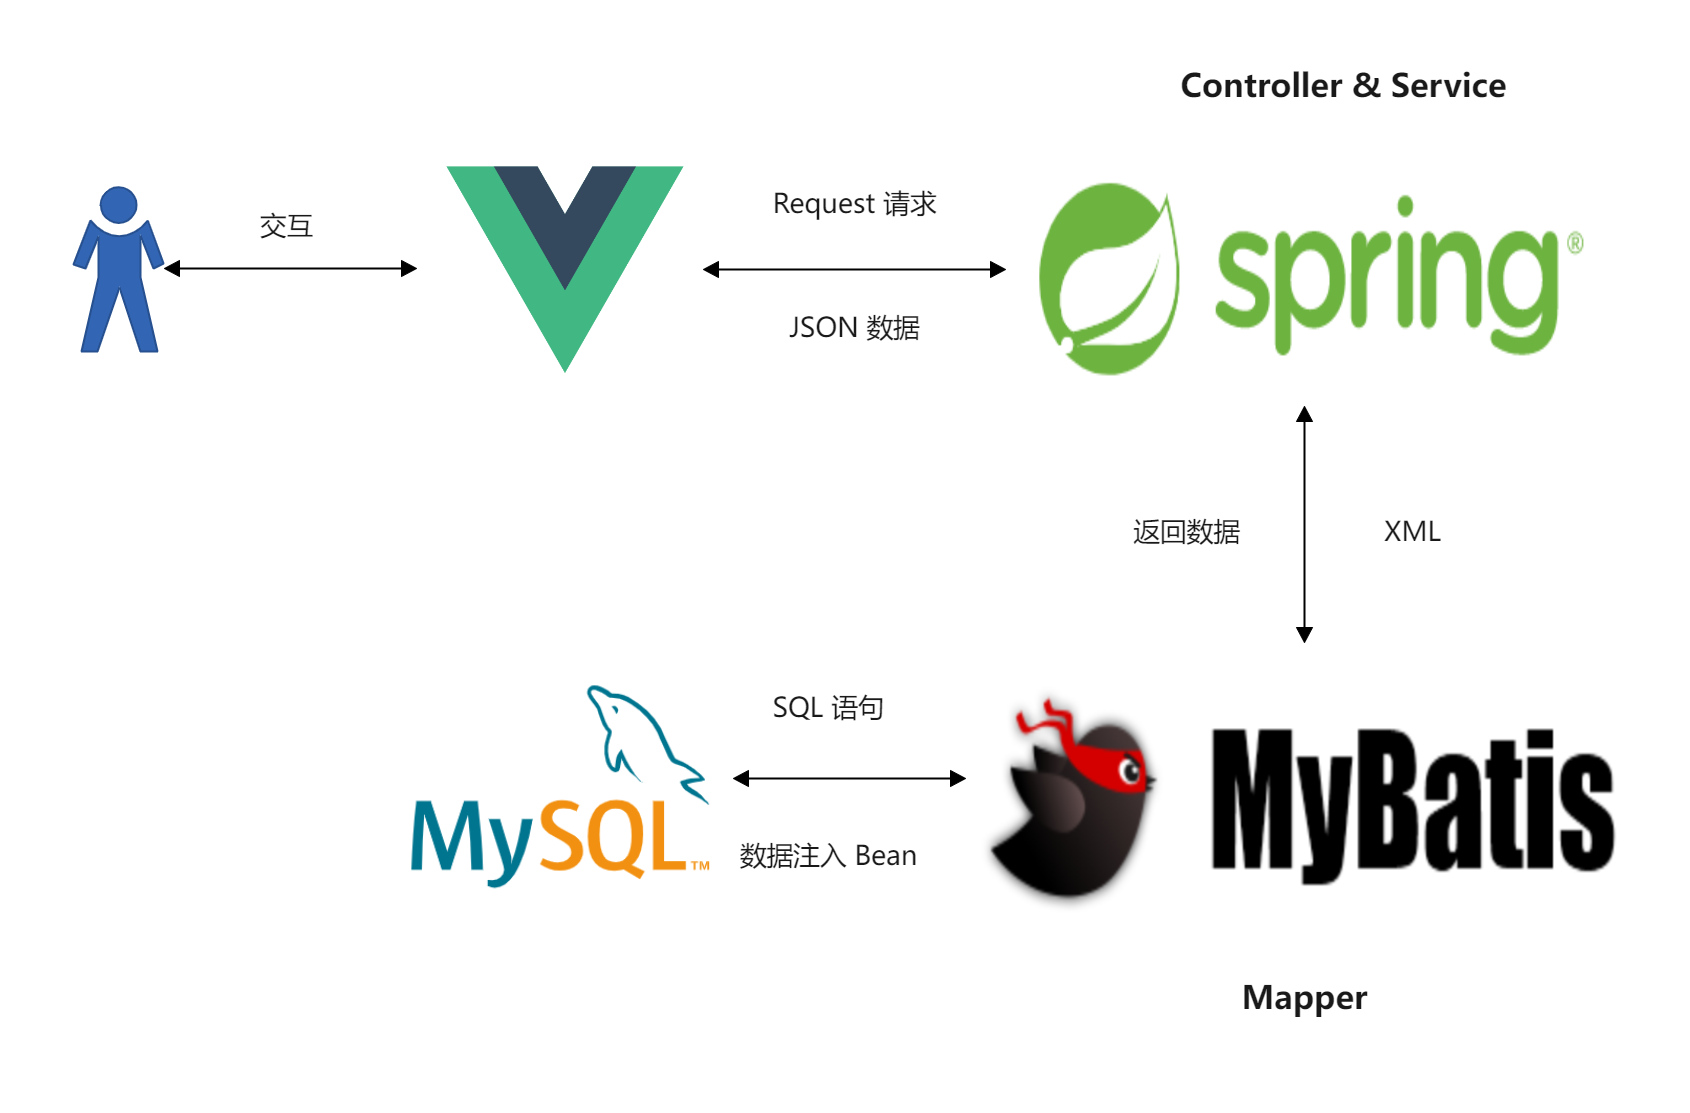 Controller & Service
交互
Request 请求
JSON 数据
spring®
返回数据
XML
SQL 语句
MySQL™
数据注入 Bean
MyBatis
Mapper